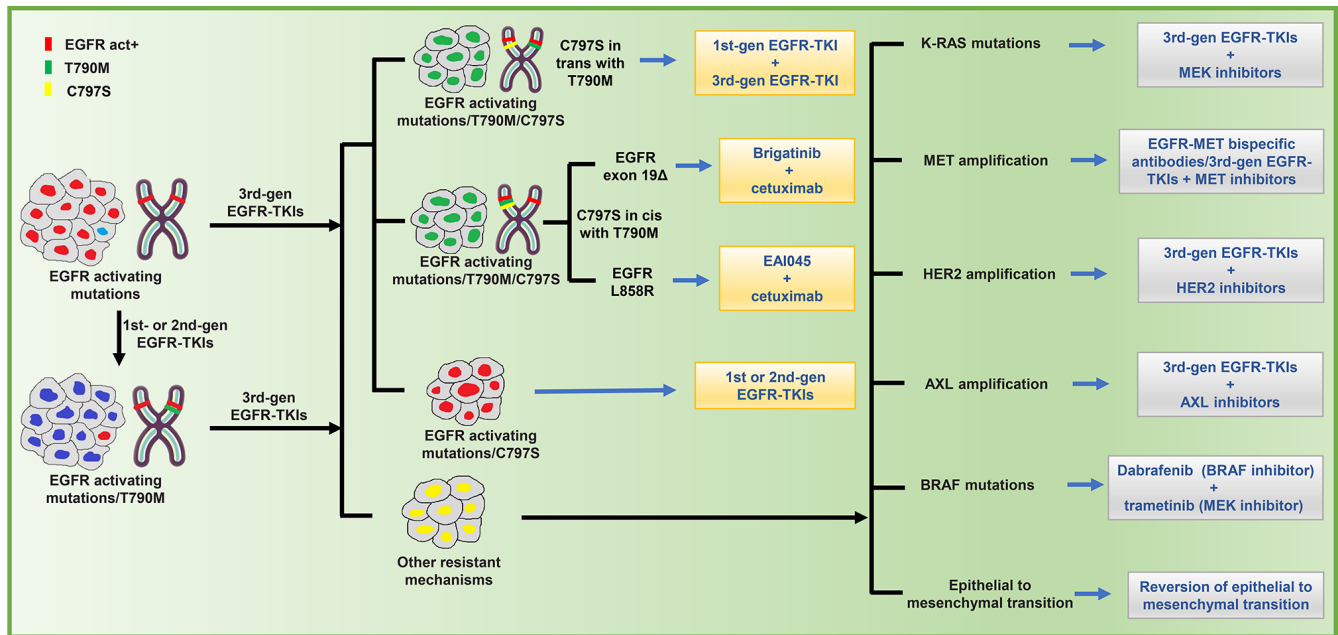 EGFR act+
T790M
C797S
EGFR activating
mutations
1st- or 2nd-gen
EGFR-TKIs
EGFR activating
mutations/T790M
3rd-gen
EGFR-TKIs
3rd-gen
EGFR-TKIs
EGFR activating
mutations/T790M/C797S
C797S in
trans with
T790M
1st-gen EGFR-TKI
+
3rd-gen EGFR-TKI
EGFR activating
mutations/T790M/C797S
C797S in cis
with T790M
EGFR
exon 19Δ
Brigatinib
+
cetuximab
EGFR
L858R
EAI045
+
cetuximab
EGFR activating
mutations/C797S
1st or 2nd-gen
EGFR-TKIs
Other resistant
mechanisms
K-RAS mutations
3rd-gen EGFR-TKIs
+
MEK inhibitors
MET amplification
EGFR-MET bispecific
antibodies/3rd-gen EGFR-
TKIs + MET inhibitors
HER2 amplification
3rd-gen EGFR-TKIs
+
HER2 inhibitors
AXL amplification
3rd-gen EGFR-TKIs
+
AXL inhibitors
BRAF mutations
Dabrafenib (BRAF inhibitor)
+
trametinib (MEK inhibitor)
Epithelial to
mesenchymal transition
Reversion of epithelial to
mesenchymal transition